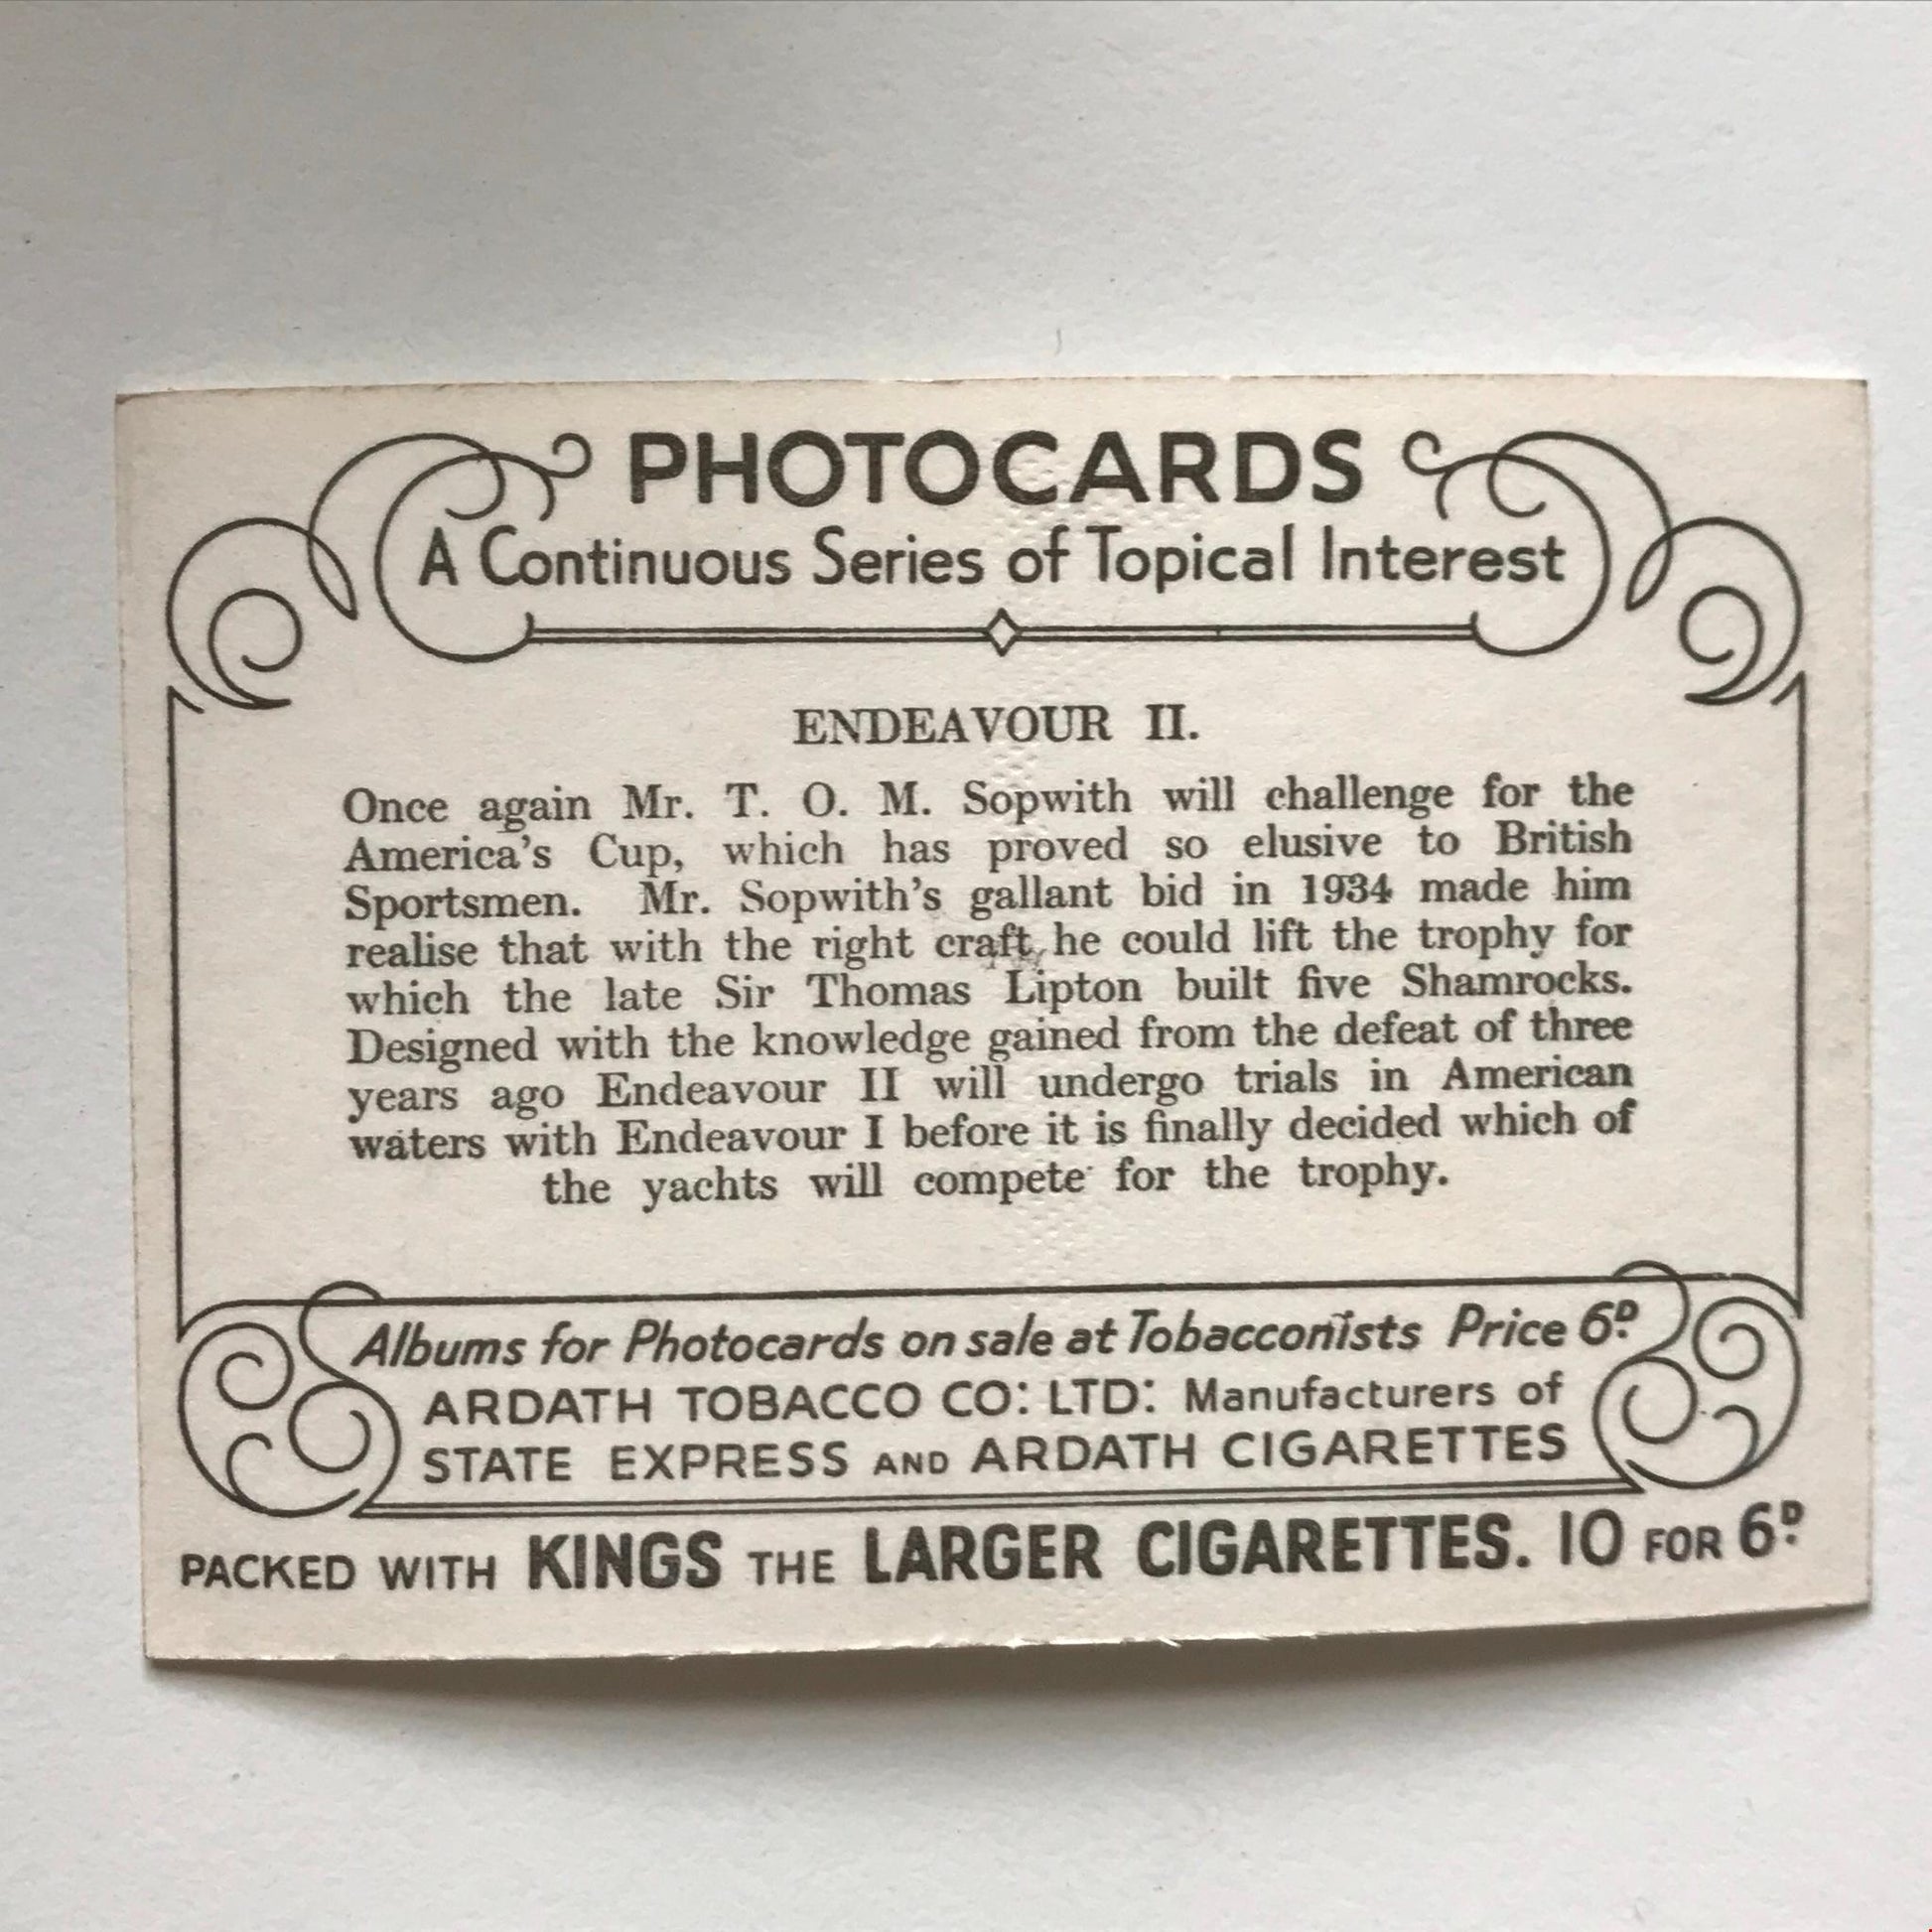 PHOTOCARDS
A Continuous Series of Topical Interest
ENDEAVOUR II.
Once again Mr. T. O. M. Sopwith will challenge for the
America's Cup, which has proved so elusive to British
Sportsmen. Mr. Sopwith's gallant bid in 1934 made him
realise that with the right craft, he could lift the trophy for
which the late Sir Thomas Lipton built five Shamrocks.
Designed with the knowledge gained from the defeat of three
years ago Endeavour II will undergo trials in American
waters with Endeavour I before it is finally decided which of
the yachts will compete for the trophy.
Albums for Photocards on sale at Tobacconists Price 6D
ARDATH TOBACCO CO: LTD: Manufacturers of
STATE EXPRESS AND ARDATH CIGARETTES
PACKED WITH KINGS THE LARGER CIGARETTES. 10 FOR 6D